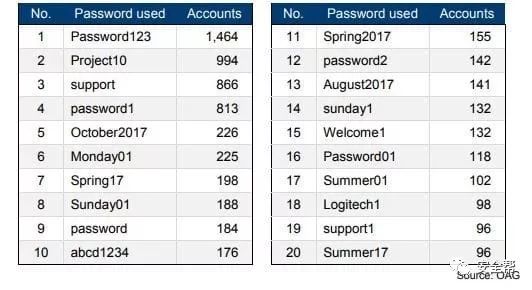 No. Password used Accounts
1 Password123 1,464
2 Project10 994
3 support 866
4 password1 813
5 October2017 226
6 Monday01 225
7 Spring17 198
8 Sunday01 188
9 password 184
10 abcd1234 176
No. Password used Accounts
11 Spring2017 155
12 password2 142
13 August2017 141
14 sunday1 132
15 Welcome1 132
16 Password01 118
17 Summer01 102
18 Logitech1 98
19 support1 96
20 Summer17 96
安全帮
Source: OAG